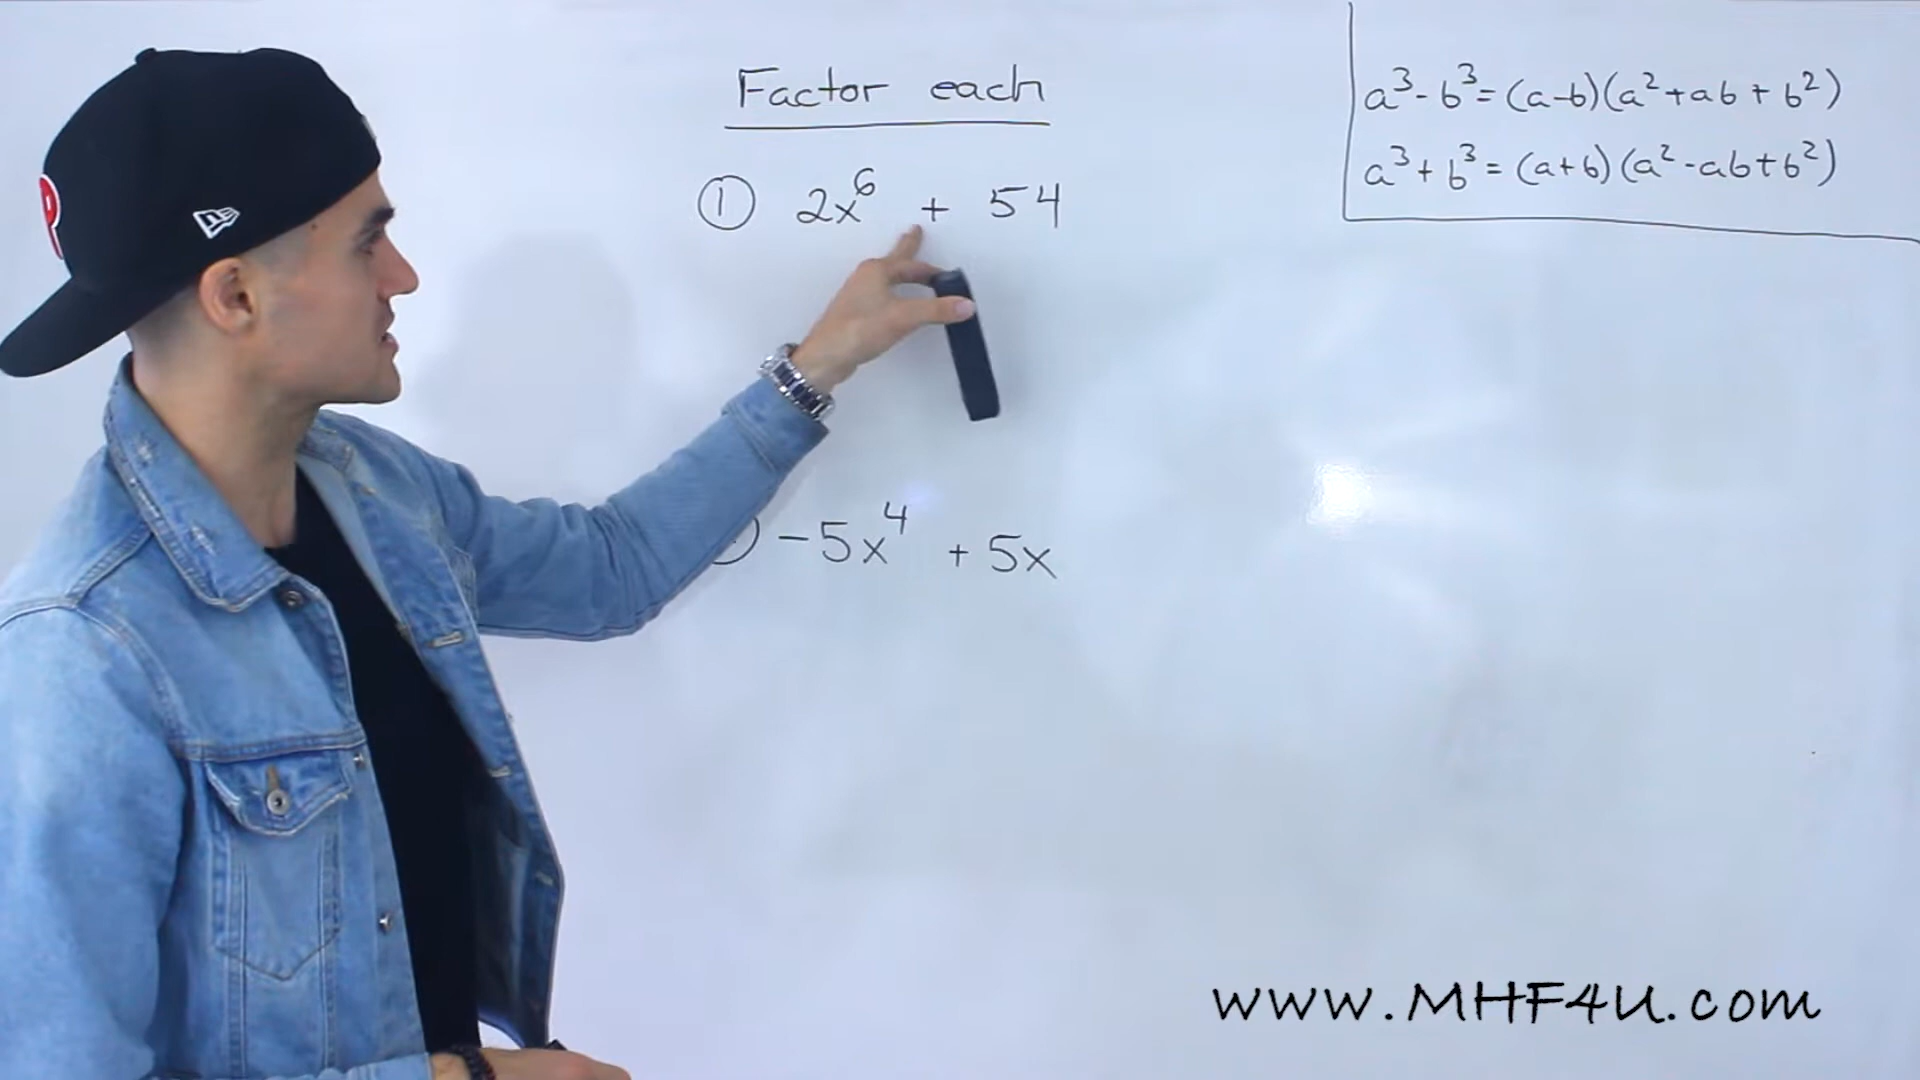 Factor each
① 2x⁶ + 54
-5x⁴ + 5x
a³-b³=(a-b)(a²+ab+b²)
a³+b³=(a+b)(a²-ab+b²)
www.MHF4U.com